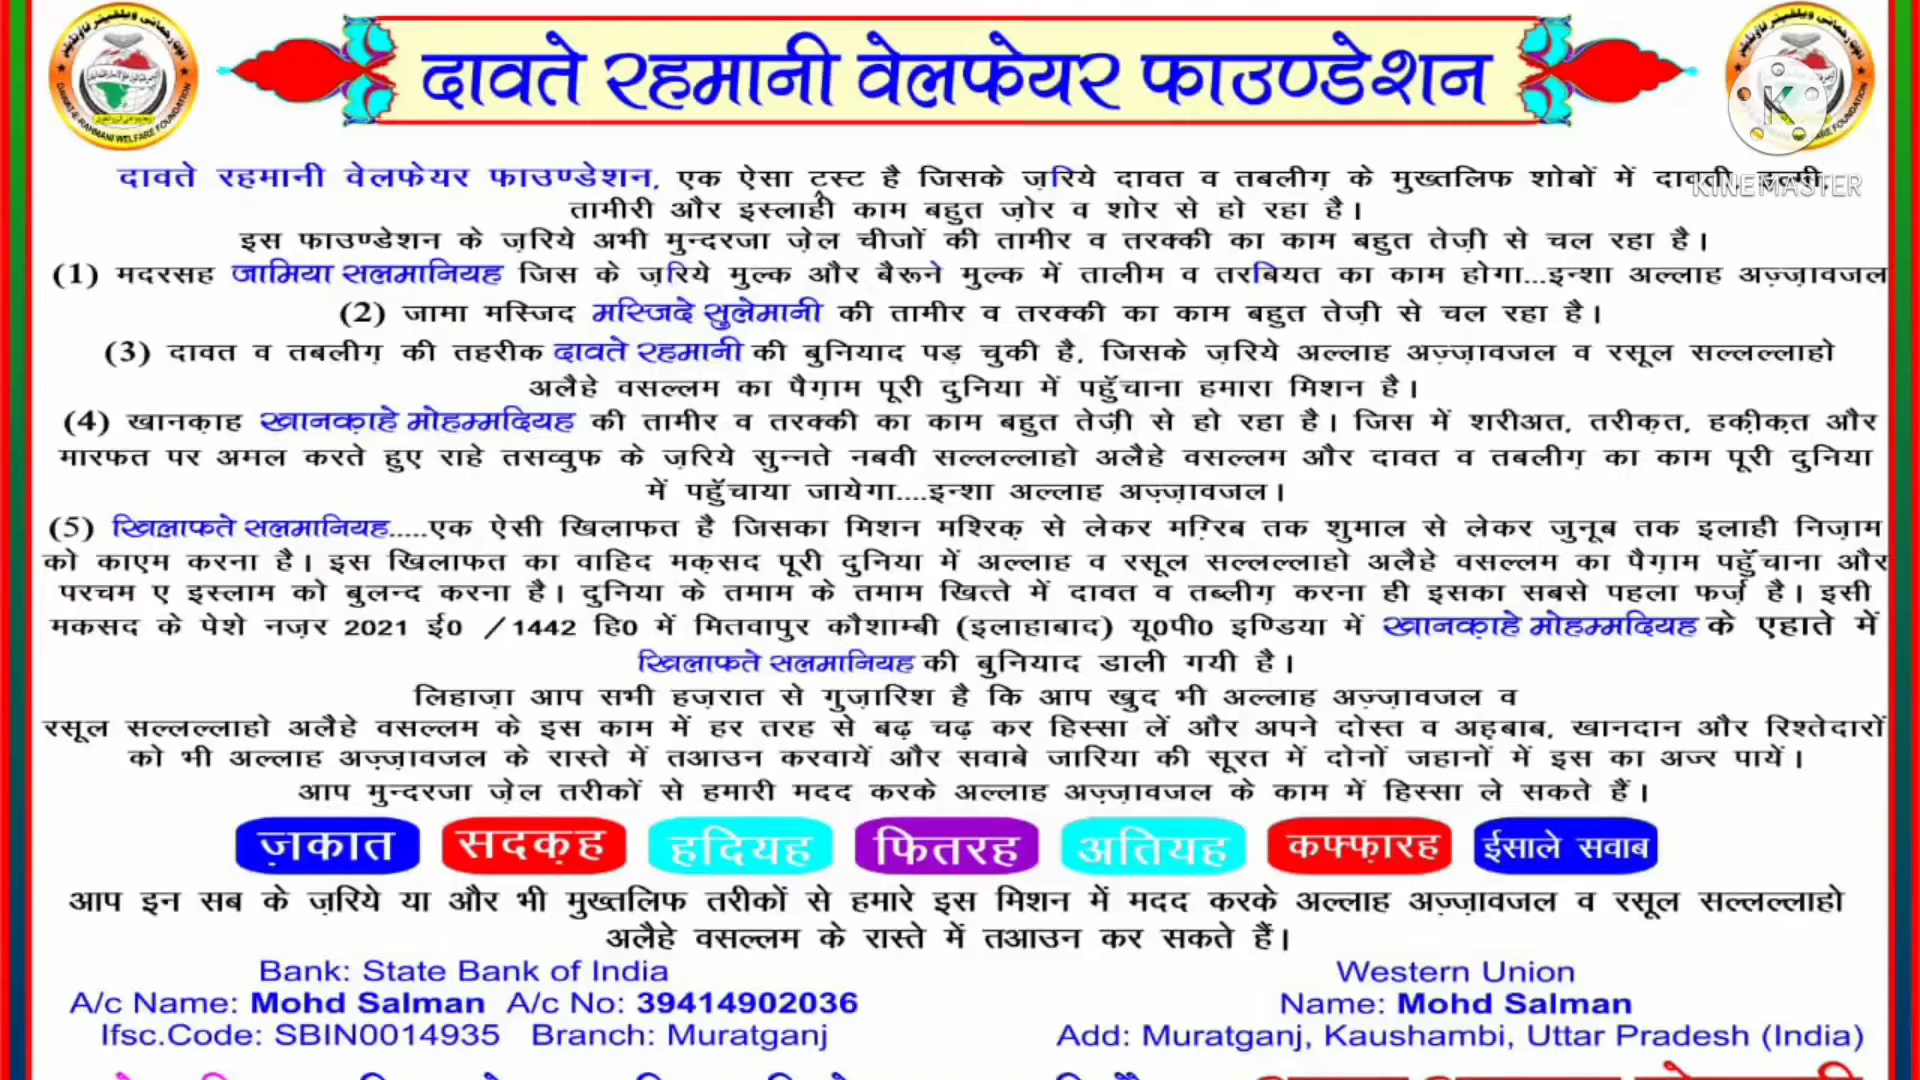 दावते रहमानी वेलफेयर फाउण्डेशन
DAWAT-E-RAHMANI WELFARE FOUNDATION
KINEMASTER
दावते रहमानी वेलफेयर फाउण्डेशन, एक ऐसा ट्रस्ट है जिसके ज़रिये दावत व तबलीग़ के मुख्तलिफ शोबों में दावती, इल्मी,
तामीरी और इस्लाही काम बहुत ज़ोर व शोर से हो रहा है।
इस फाउण्डेशन के ज़रिये अभी मुन्दरजा ज़ेल चीजों की तामीर व तरक्की का काम बहुत तेज़ी से चल रहा है।
(1) मदरसह जामिया सलमानियह जिस के ज़रिये मुल्क और बैरूने मुल्क में तालीम व तरबियत का काम होगा...इन्शा अल्लाह अज़्ज़ावजल
(2) जामा मस्जिद मस्जिदे सुलेमानी की तामीर व तरक्की का काम बहुत तेज़ी से चल रहा है।
(3) दावत व तबलीग़ की तहरीक दावते रहमानी की बुनियाद पड़ चुकी है, जिसके ज़रिये अल्लाह अज़्ज़ावजल व रसूल सल्लल्लाहो
अलैहे वसल्लम का पैग़ाम पूरी दुनिया में पहुँचाना हमारा मिशन है।
(4) खानक़ाह खानक़ाहे मोहम्मदियह की तामीर व तरक्की का काम बहुत तेज़ी से हो रहा है। जिस में शरीअत, तरीक़त, हक़ीक़त और
मारफत पर अमल करते हुए राहे तसव्वुफ के ज़रिये सुन्नते नबवी सल्लल्लाहो अलैहे वसल्लम और दावत व तबलीग़ का काम पूरी दुनिया
में पहुँचाया जायेगा....इन्शा अल्लाह अज़्ज़ावजल।
(5) खिलाफते सलमानियह.....एक ऐसी खिलाफत है जिसका मिशन मश्रिक़ से लेकर मग़्रिब तक शुमाल से लेकर जुनूब तक इलाही निज़ाम
को काएम करना है। इस खिलाफत का वाहिद मक़सद पूरी दुनिया में अल्लाह व रसूल सल्लल्लाहो अलैहे वसल्लम का पैग़ाम पहुँचाना और
परचम ए इस्लाम को बुलन्द करना है। दुनिया के तमाम के तमाम खित्ते में दावत व तब्लीग़ करना ही इसका सबसे पहला फर्ज़ है। इसी
मकसद के पेशे नज़र 2021 ई0 /1442 हि0 में मितवापुर कौशाम्बी (इलाहाबाद) यू0पी0 इण्डिया में खानक़ाहे मोहम्मदियह के एहाते में
खिलाफते सलमानियह की बुनियाद डाली गयी है।
लिहाज़ा आप सभी हज़रात से गुज़ारिश है कि आप खुद भी अल्लाह अज़्ज़ावजल व
रसूल सल्लल्लाहो अलैहे वसल्लम के इस काम में हर तरह से बढ़ चढ़ कर हिस्सा लें और अपने दोस्त व अह़बाब, खानदान और रिश्तेदारों
को भी अल्लाह अज़्ज़ावजल के रास्ते में तआउन करवायें और सवाबे जारिया की सूरत में दोनों जहानों में इस का अज्र पायें।
आप मुन्दरजा ज़ेल तरीकों से हमारी मदद करके अल्लाह अज़्ज़ावजल के काम में हिस्सा ले सकते हैं।
ज़कात सदक़ह हदियह फितरह अतियह कफ्फ़ारह ईसाले सवाब
आप इन सब के ज़रिये या और भी मुख्तलिफ तरीकों से हमारे इस मिशन में मदद करके अल्लाह अज़्ज़ावजल व रसूल सल्लल्लाहो
अलैहे वसल्लम के रास्ते में तआउन कर सकते हैं।
Bank: State Bank of India
A/c Name: Mohd Salman A/c No: 39414902036
Ifsc.Code: SBIN0014935 Branch: Muratganj
Western Union
Name: Mohd Salman
Add: Muratganj, Kaushambi, Uttar Pradesh (India)